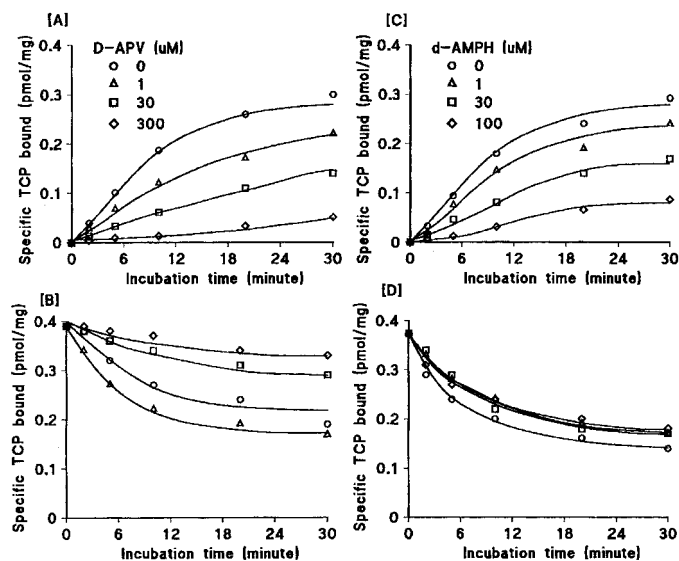 [A]
D-APV (uM)
○ 0
△ 1
□ 30
◇ 300
Specific TCP bound (pmol/mg)
0.4
0.3
0.2
0.1
0
0 6 12 18 24 30
Incubation time (minute)
[C]
d-AMPH (uM)
○ 0
△ 1
□ 30
◇ 100
Specific TCP bound (pmol/mg)
0.4
0.3
0.2
0.1
0
0 6 12 18 24 30
Incubation time (minute)
[B]
Specific TCP bound (pmol/mg)
0.4
0.3
0.2
0.1
0
0 6 12 18 24 30
Incubation time (minute)
[D]
Specific TCP bound (pmol/mg)
0.4
0.3
0.2
0.1
0
0 6 12 18 24 30
Incubation time (minute)